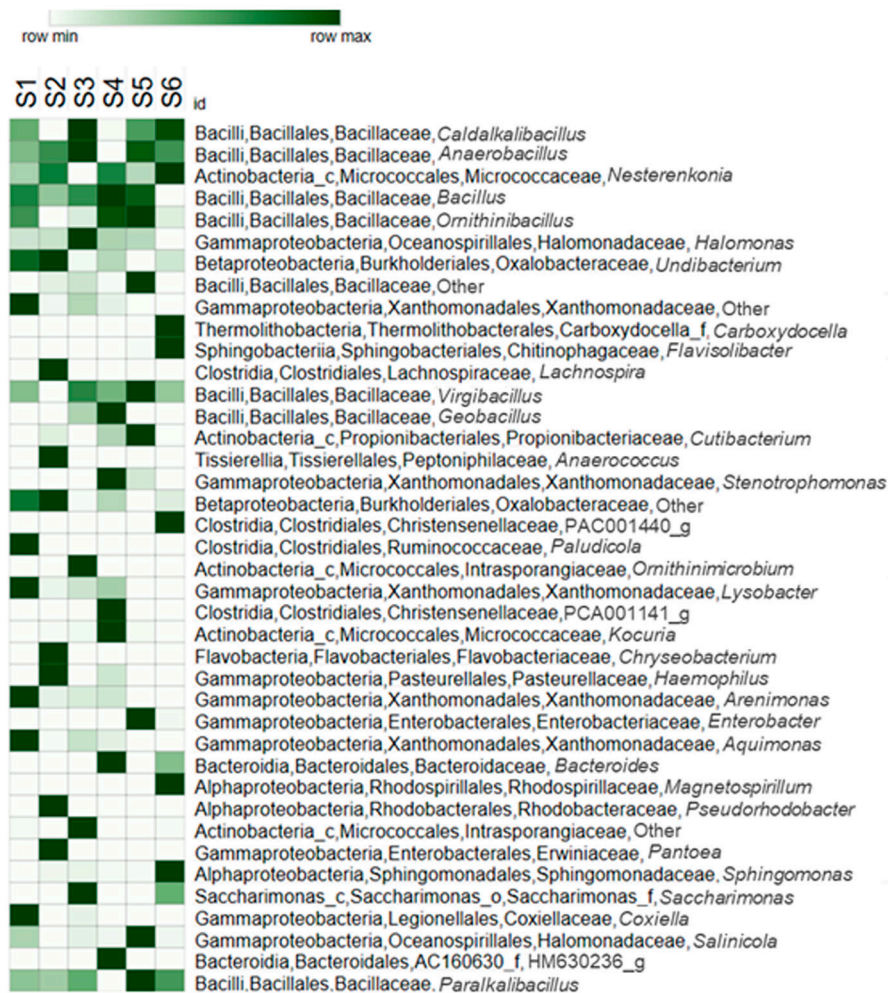 row min row max
S1 S2 S3 S4 S5 S6 id
Bacilli,Bacillales,Bacillaceae,Caldalkalibacillus
Bacilli,Bacillales,Bacillaceae,Anaerobacillus
Actinobacteria_c,Micrococcales,Micrococcaceae,Nesterenkonia
Bacilli,Bacillales,Bacillaceae,Bacillus
Bacilli,Bacillales,Bacillaceae,Ornithinibacillus
Gammaproteobacteria,Oceanospirillales,Halomonadaceae,Halomonas
Betaproteobacteria,Burkholderiales,Oxalobacteraceae,Undibacterium
Bacilli,Bacillales,Bacillaceae,Other
Gammaproteobacteria,Xanthomonadales,Xanthomonadaceae,Other
Thermolithobacteria,Thermolithobacterales,Carboxydocella_f,Carboxydocella
Sphingobacteriia,Sphingobacteriales,Chitinophagaceae,Flavisolibacter
Clostridia,Clostridiales,Lachnospiraceae,Lachnospira
Bacilli,Bacillales,Bacillaceae,Virgibacillus
Bacilli,Bacillales,Bacillaceae,Geobacillus
Actinobacteria_c,Propionibacteriales,Propionibacteriaceae,Cutibacterium
Tissierellia,Tissierellales,Peptoniphilaceae,Anaerococcus
Gammaproteobacteria,Xanthomonadales,Xanthomonadaceae,Stenotrophomonas
Betaproteobacteria,Burkholderiales,Oxalobacteraceae,Other
Clostridia,Clostridiales,Christensenellaceae,PAC001440_g
Clostridia,Clostridiales,Ruminococcaceae,Paludicola
Actinobacteria_c,Micrococcales,Intrasporangiaceae,Ornithinimicrobium
Gammaproteobacteria,Xanthomonadales,Xanthomonadaceae,Lysobacter
Clostridia,Clostridiales,Christensenellaceae,PCA001141_g
Actinobacteria_c,Micrococcales,Micrococcaceae,Kocuria
Flavobacteria,Flavobacteriales,Flavobacteriaceae,Chryseobacterium
Gammaproteobacteria,Pasteurellales,Pasteurellaceae,Haemophilus
Gammaproteobacteria,Xanthomonadales,Xanthomonadaceae,Arenimonas
Gammaproteobacteria,Enterobacterales,Enterobacteriaceae,Enterobacter
Gammaproteobacteria,Xanthomonadales,Xanthomonadaceae,Aquimonas
Bacteroidia,Bacteroidales,Bacteroidaceae,Bacteroides
Alphaproteobacteria,Rhodospirillales,Rhodospirillaceae,Magnetospirillum
Alphaproteobacteria,Rhodobacterales,Rhodobacteraceae,Pseudorhodobacter
Actinobacteria_c,Micrococcales,Intrasporangiaceae,Other
Gammaproteobacteria,Enterobacterales,Erwiniaceae,Pantoea
Alphaproteobacteria,Sphingomonadales,Sphingomonadaceae,Sphingomonas
Saccharimonas_c,Saccharimonas_o,Saccharimonas_f,Saccharimonas
Gammaproteobacteria,Legionellales,Coxiellaceae,Coxiella
Gammaproteobacteria,Oceanospirillales,Halomonadaceae,Salinicola
Bacteroidia,Bacteroidales,AC160630_f,HM630236_g
Bacilli,Bacillales,Bacillaceae,Paralkalibacillus